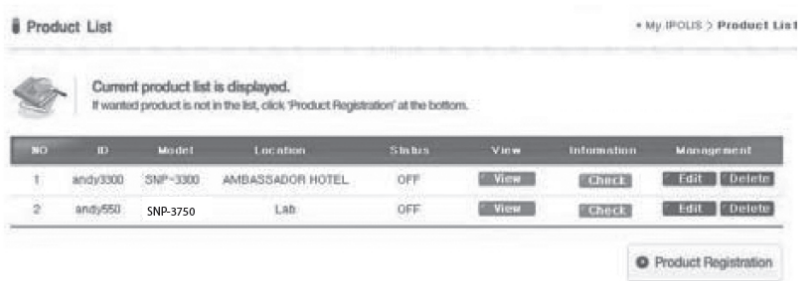 Product List
• My iPOLIS > Product List
Current product list is displayed.
If wanted product is not in the list, click 'Product Registration' at the bottom.
NO ID Model Location Status View Information Management
1 andy3300 SNP-3300 AMBASSADOR HOTEL OFF View Check Edit Delete
2 andy550 SNP-3750 Lab OFF View Check Edit Delete
Product Registration